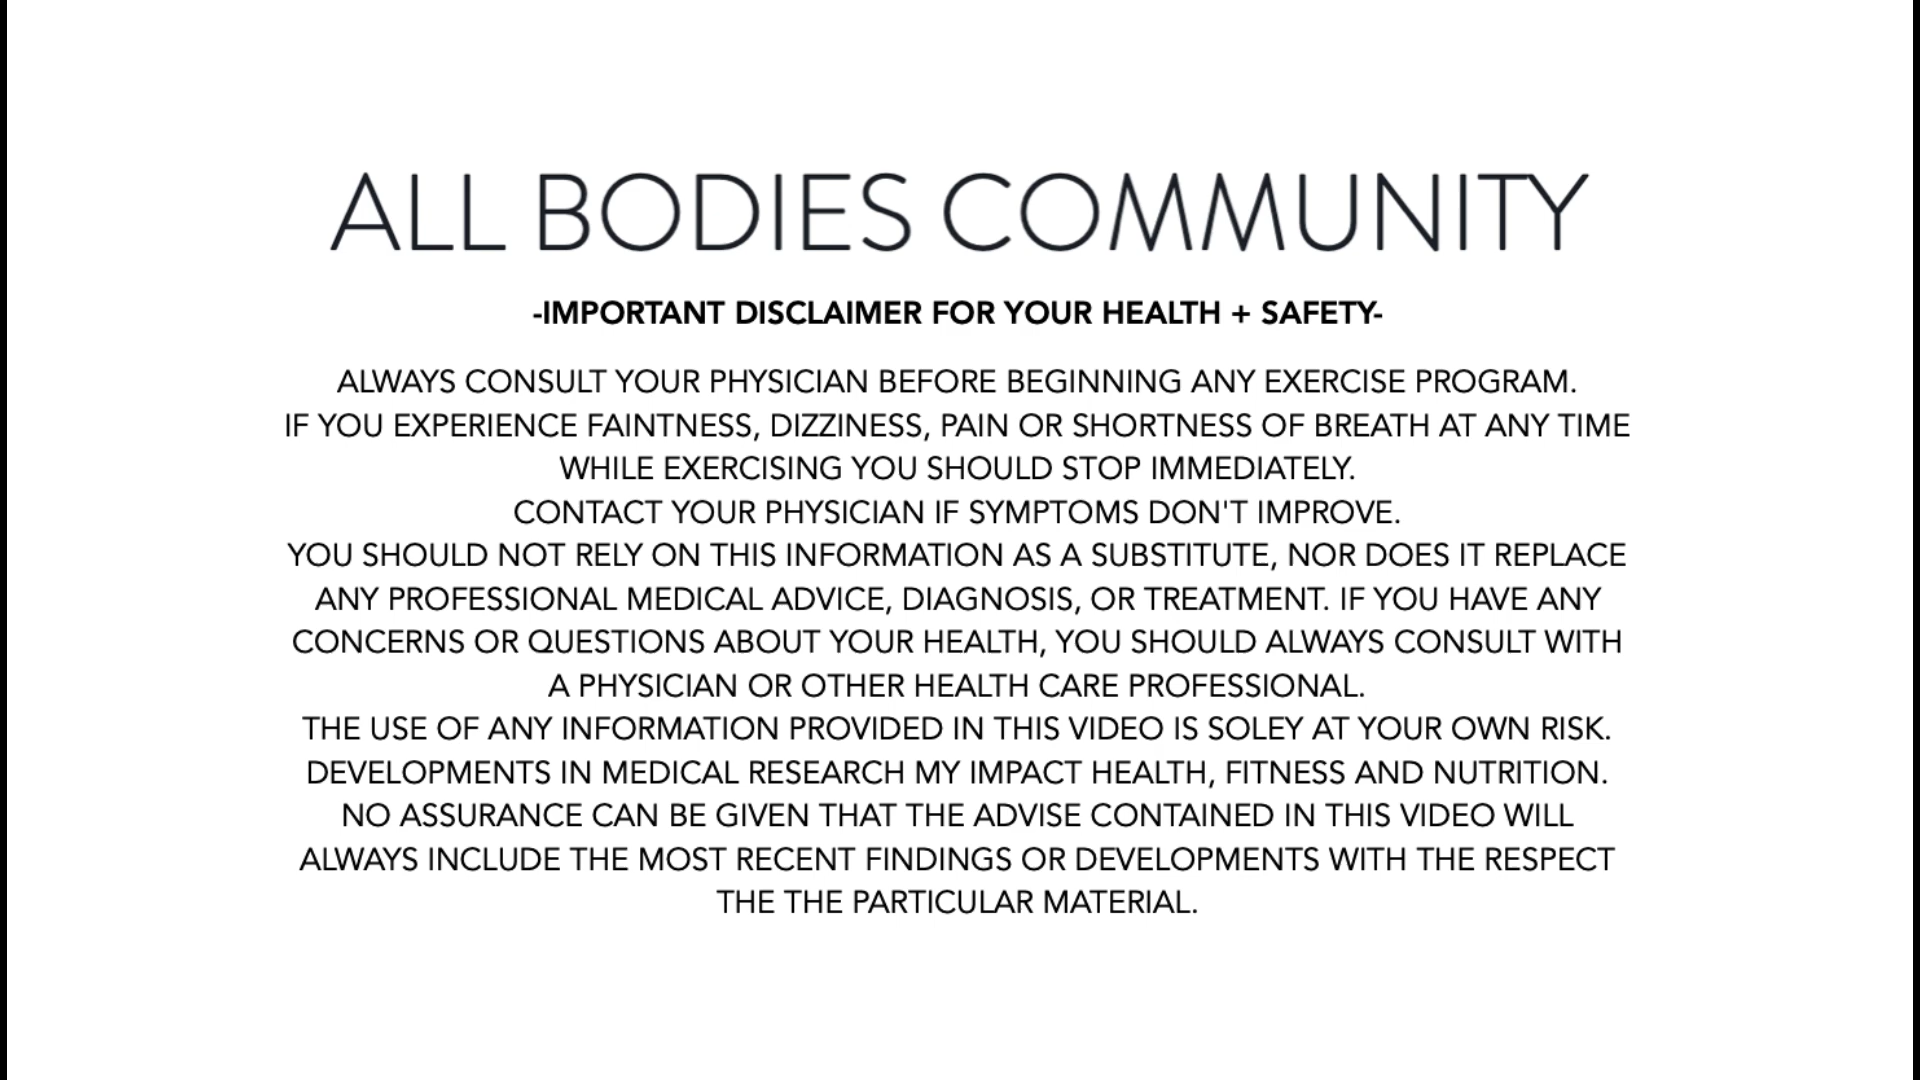 ALL BODIES COMMUNITY
-IMPORTANT DISCLAIMER FOR YOUR HEALTH + SAFETY-
ALWAYS CONSULT YOUR PHYSICIAN BEFORE BEGINNING ANY EXERCISE PROGRAM.
IF YOU EXPERIENCE FAINTNESS, DIZZINESS, PAIN OR SHORTNESS OF BREATH AT ANY TIME
WHILE EXERCISING YOU SHOULD STOP IMMEDIATELY.
CONTACT YOUR PHYSICIAN IF SYMPTOMS DON'T IMPROVE.
YOU SHOULD NOT RELY ON THIS INFORMATION AS A SUBSTITUTE, NOR DOES IT REPLACE
ANY PROFESSIONAL MEDICAL ADVICE, DIAGNOSIS, OR TREATMENT. IF YOU HAVE ANY
CONCERNS OR QUESTIONS ABOUT YOUR HEALTH, YOU SHOULD ALWAYS CONSULT WITH
A PHYSICIAN OR OTHER HEALTH CARE PROFESSIONAL.
THE USE OF ANY INFORMATION PROVIDED IN THIS VIDEO IS SOLEY AT YOUR OWN RISK.
DEVELOPMENTS IN MEDICAL RESEARCH MY IMPACT HEALTH, FITNESS AND NUTRITION.
NO ASSURANCE CAN BE GIVEN THAT THE ADVISE CONTAINED IN THIS VIDEO WILL
ALWAYS INCLUDE THE MOST RECENT FINDINGS OR DEVELOPMENTS WITH THE RESPECT
THE THE PARTICULAR MATERIAL.